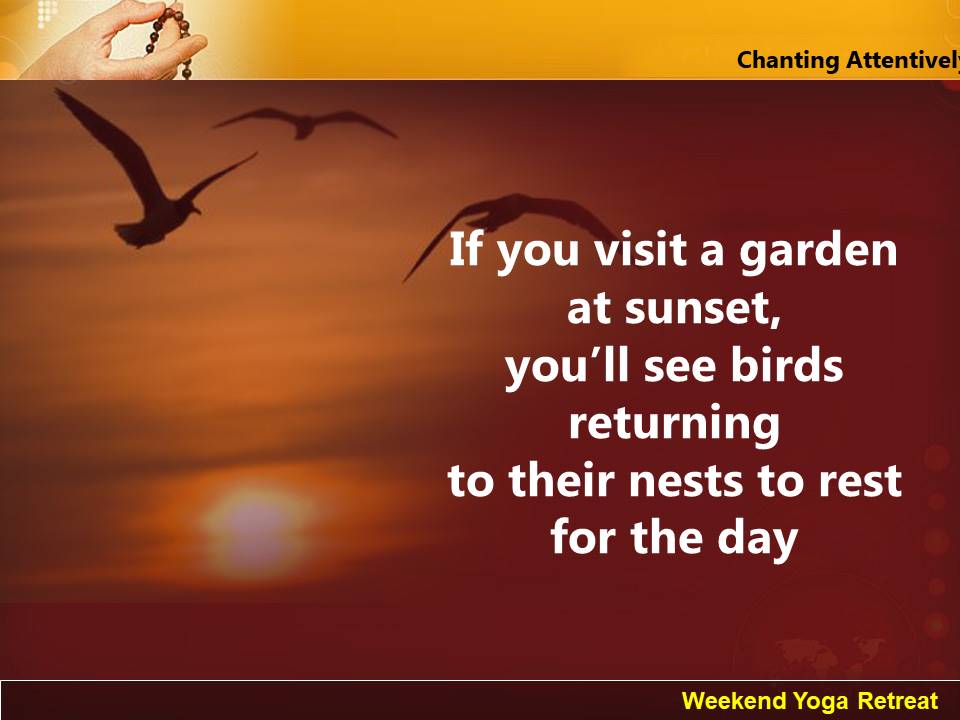 Chanting Attentively
If you visit a garden
at sunset,
you’ll see birds
returning
to their nests to rest
for the day
Weekend Yoga Retreat